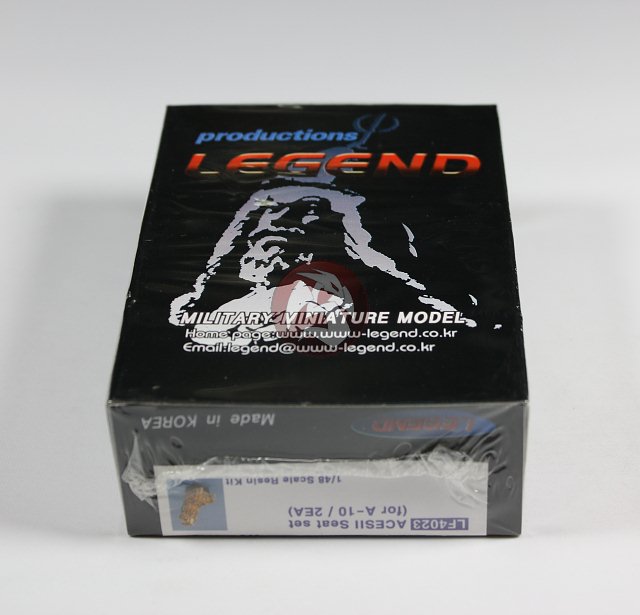 productions
LEGEND
MILITARY MINIATURE MODEL
Home page:www.www-legend.co.kr
Email:legend@www-legend.co.kr
LEGEND
Made in KOREA
LF4023 ACESII Seat set
(for A-10 / 2EA)
1/48 Scale Resin Kit